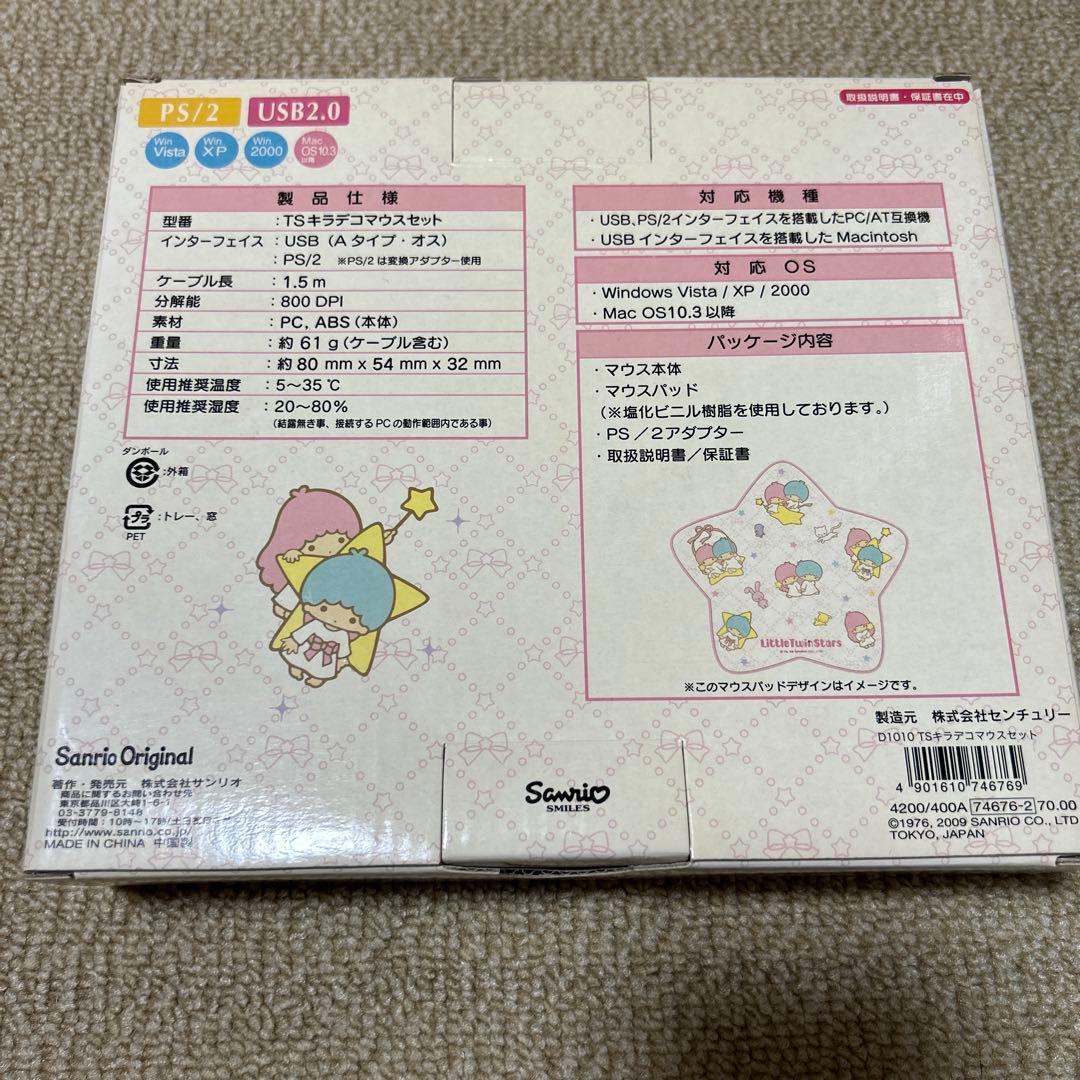 PS/2 USB2.0
Win Vista
Win XP
Win 2000
Mac OS10.3 以降
取扱説明書・保証書在中
製品仕様
型番 : TSキラデコマウスセット
インターフェイス : USB（Aタイプ・オス）
: PS/2 ※PS/2は変換アダプター使用
ケーブル長 : 1.5m
分解能 : 800 DPI
素材 : PC, ABS（本体）
重量 : 約 61g（ケーブル含む）
寸法 : 約80 mm x 54 mm x 32 mm
使用推奨温度 : 5～35℃
使用推奨湿度 : 20～80%
（結露無き事、接続するPCの動作範囲内である事）
ダンボール
:外箱
プラ :トレー、窓
PET
対応機種
・USB、PS/2インターフェイスを搭載したPC/AT互換機
・USBインターフェイスを搭載したMacintosh
対応OS
・Windows Vista / XP / 2000
・Mac OS10.3以降
パッケージ内容
・マウス本体
・マウスパッド
（※塩化ビニル樹脂を使用しております。）
・PS／2アダプター
・取扱説明書／保証書
LittleTwinStars
※このマウスパッドデザインはイメージです。
Sanrio Original
著作・発売元 株式会社サンリオ
商品に関するお問い合わせ先
東京都品川区大崎1-6-1
03-3779-8148
受付時間：10時～17時/
http://www.sanrio.co.jp/
MADE IN CHINA 中国製
Sanrio
SMILES
製造元 株式会社センチュリー
D1010 TSキラデコマウスセット
4 901610 746769
4200/400A 74676-2 70.00
©1976, 2009 SANRIO CO., LTD
TOKYO, JAPAN